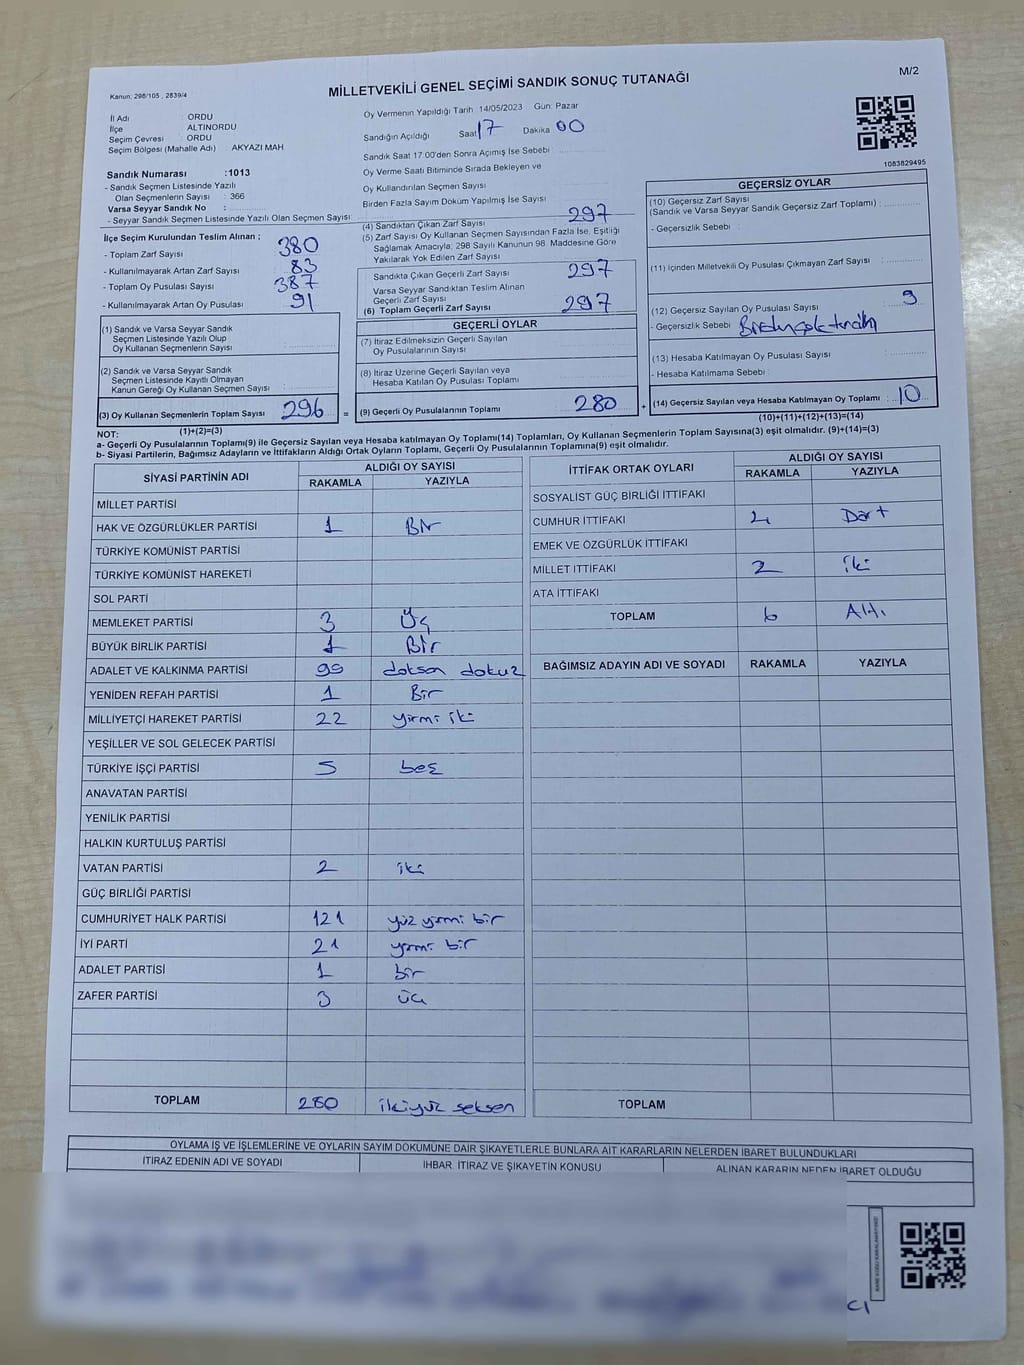 Kanun: 298/105 , 2839/4
MİLLETVEKİLİ GENEL SEÇİMİ SANDIK SONUÇ TUTANAĞI
M/2
İl Adı : ORDU
İlçe : ALTINORDU
Seçim Çevresi : ORDU
Seçim Bölgesi (Mahalle Adı) : AKYAZI MAH
Oy Vermenin Yapıldığı Tarih 14/05/2023 Gün: Pazar
Sandığın Açıldığı Saat 17 Dakika 00
Sandık Saat 17:00'den Sonra Açımış İse Sebebi
Oy Verme Saati Bitiminde Sırada Bekleyen ve
Oy Kullandırılan Seçmen Sayısı
Birden Fazla Sayım Döküm Yapılmış İse Sayısı
1083829495
Sandık Numarası :1013
- Sandık Seçmen Listesinde Yazılı
Olan Seçmenlerin Sayısı : 366
Varsa Seyyar Sandık No :
- Seyyar Sandık Seçmen Listesinde Yazılı Olan Seçmen Sayısı:
İlçe Seçim Kurulundan Teslim Alınan ;
- Toplam Zarf Sayısı : 380
- Kullanılmayarak Artan Zarf Sayısı : 83
- Toplam Oy Pusulası Sayısı : 387
- Kullanılmayarak Artan Oy Pusulası : 91
(1) Sandık ve Varsa Seyyar Sandık
Seçmen Listesinde Yazılı Olup
Oy Kullanan Seçmenlerin Sayısı :
(2) Sandık ve Varsa Seyyar Sandık
Seçmen Listesinde Kayıtlı Olmayan
Kanun Gereği Oy Kullanan Seçmen Sayısı :
(3) Oy Kullanan Seçmenlerin Toplam Sayısı 296 =
(1)+(2)=(3)
(4) Sandıktan Çıkan Zarf Sayısı 297
(5) Zarf Sayısı Oy Kullanan Seçmen Sayısından Fazla İse, Eşitliği
Sağlamak Amacıyla; 298 Sayılı Kanunun 98. Maddesine Göre
Yakılarak Yok Edilen Zarf Sayısı :
Sandıkta Çıkan Geçerli Zarf Sayısı 297
Varsa Seyyar Sandıktan Teslim Alınan
Geçerli Zarf Sayısı
(6) Toplam Geçerli Zarf Sayısı 297
GEÇERLİ OYLAR
(7) İtiraz Edilmeksizin Geçerli Sayılan
Oy Pusulalarının Sayısı
(8) İtiraz Üzerine Geçerli Sayılan veya
Hesaba Katılan Oy Pusulası Toplamı
(9) Geçerli Oy Pusulalarının Toplamı 280 +
GEÇERSİZ OYLAR
(10) Geçersiz Zarf Sayısı
(Sandık ve Varsa Seyyar Sandık Geçersiz Zarf Toplamı) :
- Geçersizlik Sebebi :
(11) İçinden Milletvekili Oy Pusulası Çıkmayan Zarf Sayısı :
(12) Geçersiz Sayılan Oy Pusulası Sayısı : 9
- Geçersizlik Sebebi
(13) Hesaba Katılmayan Oy Pusulası Sayısı :
- Hesaba Katılmama Sebebi :
(14) Geçersiz Sayılan veya Hesaba Katılmayan Oy Toplamı : 10
(10)+(11)+(12)+(13)=(14)
NOT:
a- Geçerli Oy Pusulalarının Toplamı(9) ile Geçersiz Sayılan veya Hesaba katılmayan Oy Toplamı(14) Toplamları, Oy Kullanan Seçmenlerin Toplam Sayısına(3) eşit olmalıdır. (9)+(14)=(3)
b- Siyasi Partilerin, Bağımsız Adayların ve İttifakların Aldığı Ortak Oyların Toplamı, Geçerli Oy Pusulalarının Toplamına(9) eşit olmalıdır.
SİYASİ PARTİNİN ADI ALDIĞI OY SAYISI
RAKAMLA YAZIYLA
MİLLET PARTİSİ
HAK VE ÖZGÜRLÜKLER PARTİSİ 1 Bir
TÜRKİYE KOMÜNİST PARTİSİ
TÜRKİYE KOMÜNİST HAREKETİ
SOL PARTİ
MEMLEKET PARTİSİ 3 Üç
BÜYÜK BİRLİK PARTİSİ 1 Bir
ADALET VE KALKINMA PARTİSİ 99 doksan dokuz
YENİDEN REFAH PARTİSİ 1 Bir
MİLLİYETÇİ HAREKET PARTİSİ 22 yirmi iki
YEŞİLLER VE SOL GELECEK PARTİSİ
TÜRKİYE İŞÇİ PARTİSİ 5 beş
ANAVATAN PARTİSİ
YENİLİK PARTİSİ
HALKIN KURTULUŞ PARTİSİ
VATAN PARTİSİ 2 iki
GÜÇ BİRLİĞİ PARTİSİ
CUMHURİYET HALK PARTİSİ 121 yüz yirmi bir
İYİ PARTİ 21 yirmi bir
ADALET PARTİSİ 1 bir
ZAFER PARTİSİ 3 üç
TOPLAM 280 ikiyüz seksen
İTTİFAK ORTAK OYLARI ALDIĞI OY SAYISI
RAKAMLA YAZIYLA
SOSYALİST GÜÇ BİRLİĞİ İTTİFAKI
CUMHUR İTTİFAKI 4 Dört
EMEK VE ÖZGÜRLÜK İTTİFAKI
MİLLET İTTİFAKI 2 iki
ATA İTTİFAKI
TOPLAM 6 Altı
BAĞIMSIZ ADAYIN ADI VE SOYADI RAKAMLA YAZIYLA
TOPLAM
OYLAMA İŞ VE İŞLEMLERİNE VE OYLARIN SAYIM DÖKÜMÜNE DAİR ŞİKAYETLERLE BUNLARA AİT KARARLARIN NELERDEN İBARET BULUNDUKLARI
İTİRAZ EDENİN ADI VE SOYADI İHBAR İTİRAZ VE ŞİKAYETİN KONUSU ALINAN KARARIN NEDEN İBARET OLDUĞU